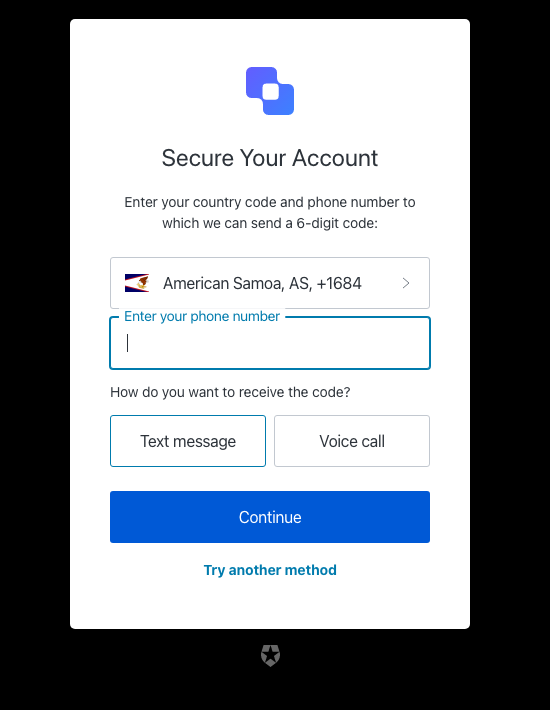 Secure Your Account
Enter your country code and phone number to
which we can send a 6-digit code:
American Samoa, AS, +1684
Enter your phone number
How do you want to receive the code?
Text message
Voice call
Continue
Try another method